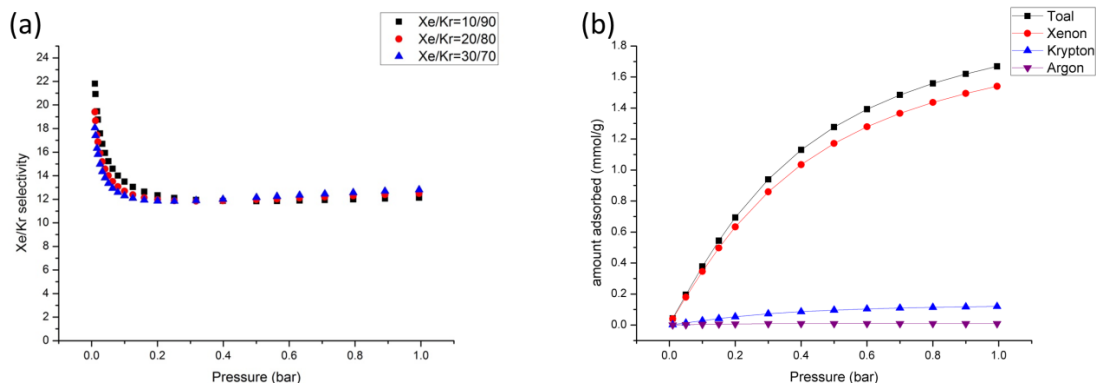 (a)
Xe/Kr=10/90
Xe/Kr=20/80
Xe/Kr=30/70
24
22
20
18
16
14
12
10
8
6
4
2
0
Xe/Kr selectivity
0.0 0.2 0.4 0.6 0.8 1.0
Pressure (bar)
(b)
Toal
Xenon
Krypton
Argon
1.8
1.6
1.4
1.2
1.0
0.8
0.6
0.4
0.2
0.0
amount adsorbed (mmol/g)
0.0 0.2 0.4 0.6 0.8 1.0
Pressure (bar)